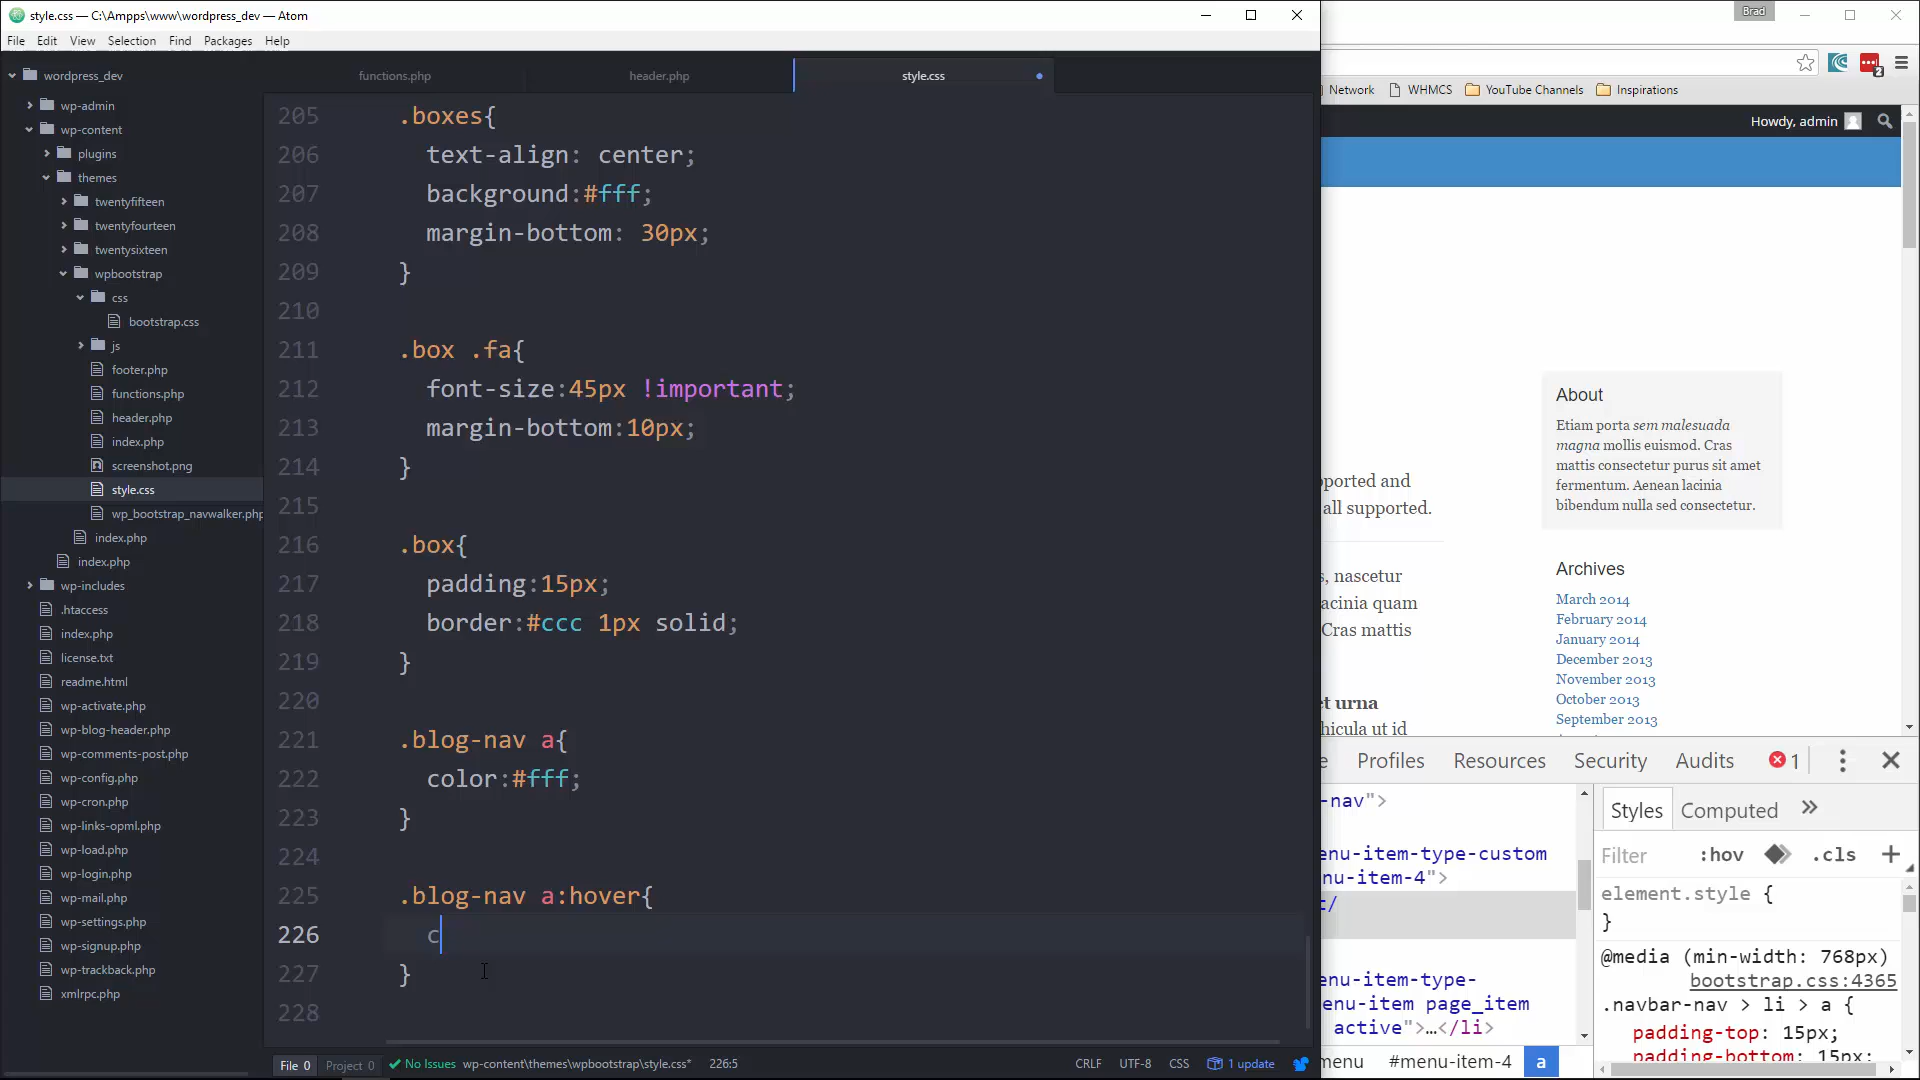 style.css — C:\Ampps\www\wordpress_dev — Atom
File Edit View Selection Find Packages Help
wordpress_dev
wp-admin
wp-content
plugins
themes
twentyfifteen
twentyfourteen
twentysixteen
wpbootstrap
css
bootstrap.css
js
footer.php
functions.php
header.php
index.php
screenshot.png
style.css
wp_bootstrap_navwalker.php
index.php
index.php
wp-includes
.htaccess
index.php
license.txt
readme.html
wp-activate.php
wp-blog-header.php
wp-comments-post.php
wp-config.php
wp-cron.php
wp-links-opml.php
wp-load.php
wp-login.php
wp-mail.php
wp-settings.php
wp-signup.php
wp-trackback.php
xmlrpc.php
functions.php header.php style.css
205 .boxes{
206 text-align: center;
207 background:#fff;
208 margin-bottom: 30px;
209 }
210
211 .box .fa{
212 font-size:45px !important;
213 margin-bottom:10px;
214 }
215
216 .box{
217 padding:15px;
218 border:#ccc 1px solid;
219 }
220
221 .blog-nav a{
222 color:#fff;
223 }
224
225 .blog-nav a:hover{
226 c
227 }
228
File 0 Project 0 No Issues wp-content\themes\wpbootstrap\style.css* 226:5 CRLF UTF-8 CSS 1 update
Brad
2
Network WHMCS YouTube Channels Inspirations
Howdy, admin
pported and
all supported.
s, nascetur
acinia quam
Cras mattis
et urna
hicula ut id
About
Etiam porta sem malesuada
magna mollis euismod. Cras
mattis consectetur purus sit amet
fermentum. Aenean lacinia
bibendum nulla sed consectetur.
Archives
March 2014
February 2014
January 2014
December 2013
November 2013
October 2013
September 2013
e Profiles Resources Security Audits 1
-nav">
enu-item-type-custom
nu-item-4">
:/
enu-item-type-
enu-item page_item
active">…</li>
menu #menu-item-4 a
Styles Computed
Filter :hov .cls
element.style {
}
@media (min-width: 768px)
bootstrap.css:4365
.navbar-nav > li > a {
padding-top: 15px;
padding-bottom: 15px;